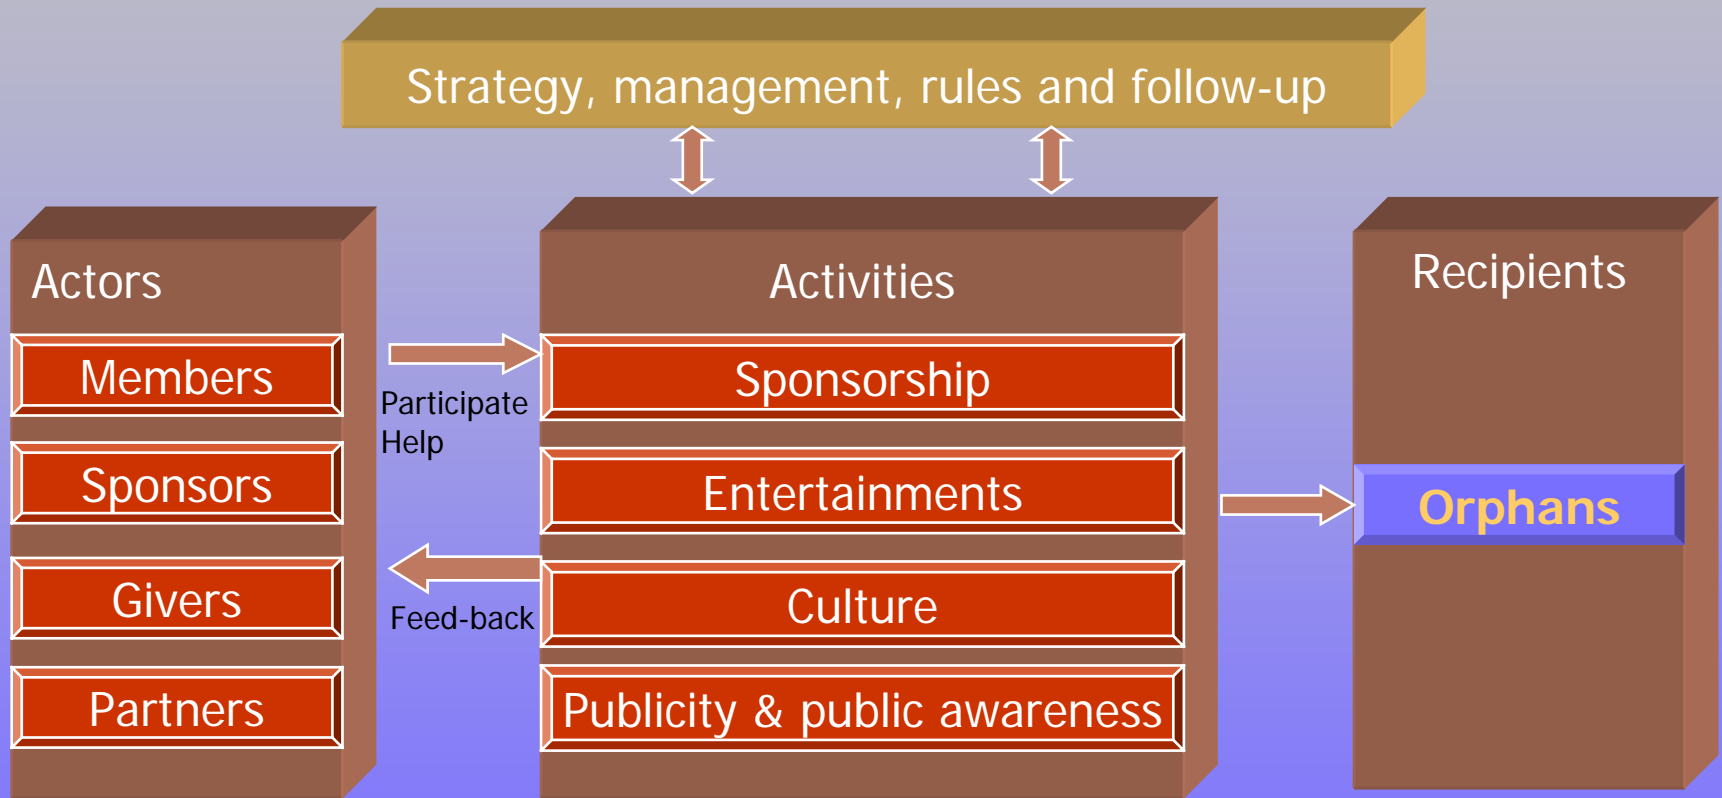 Strategy, management, rules and follow-up
Actors
Members
Sponsors
Givers
Partners
Participate
Help
Feed-back
Activities
Sponsorship
Entertainments
Culture
Publicity & public awareness
Recipients
Orphans